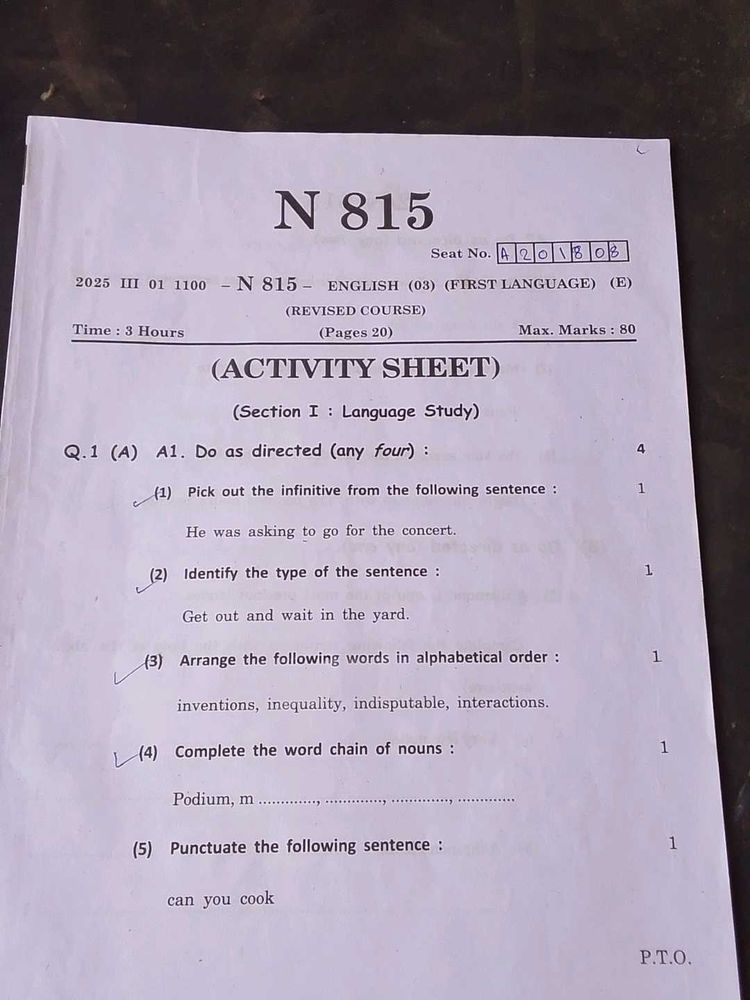 N 815
Seat No. A 2 0 1 8 0 8
2025 III 01 1100 – N 815 – ENGLISH (03) (FIRST LANGUAGE) (E)
(REVISED COURSE)
Time : 3 Hours (Pages 20) Max. Marks : 80
(ACTIVITY SHEET)
(Section I : Language Study)
Q.1 (A) A1. Do as directed (any four) : 4
(1) Pick out the infinitive from the following sentence : 1
He was asking to go for the concert.
(2) Identify the type of the sentence : 1
Get out and wait in the yard.
(3) Arrange the following words in alphabetical order : 1
inventions, inequality, indisputable, interactions.
(4) Complete the word chain of nouns : 1
Podium, m ............., ............., ............., .............
(5) Punctuate the following sentence : 1
can you cook
P.T.O.